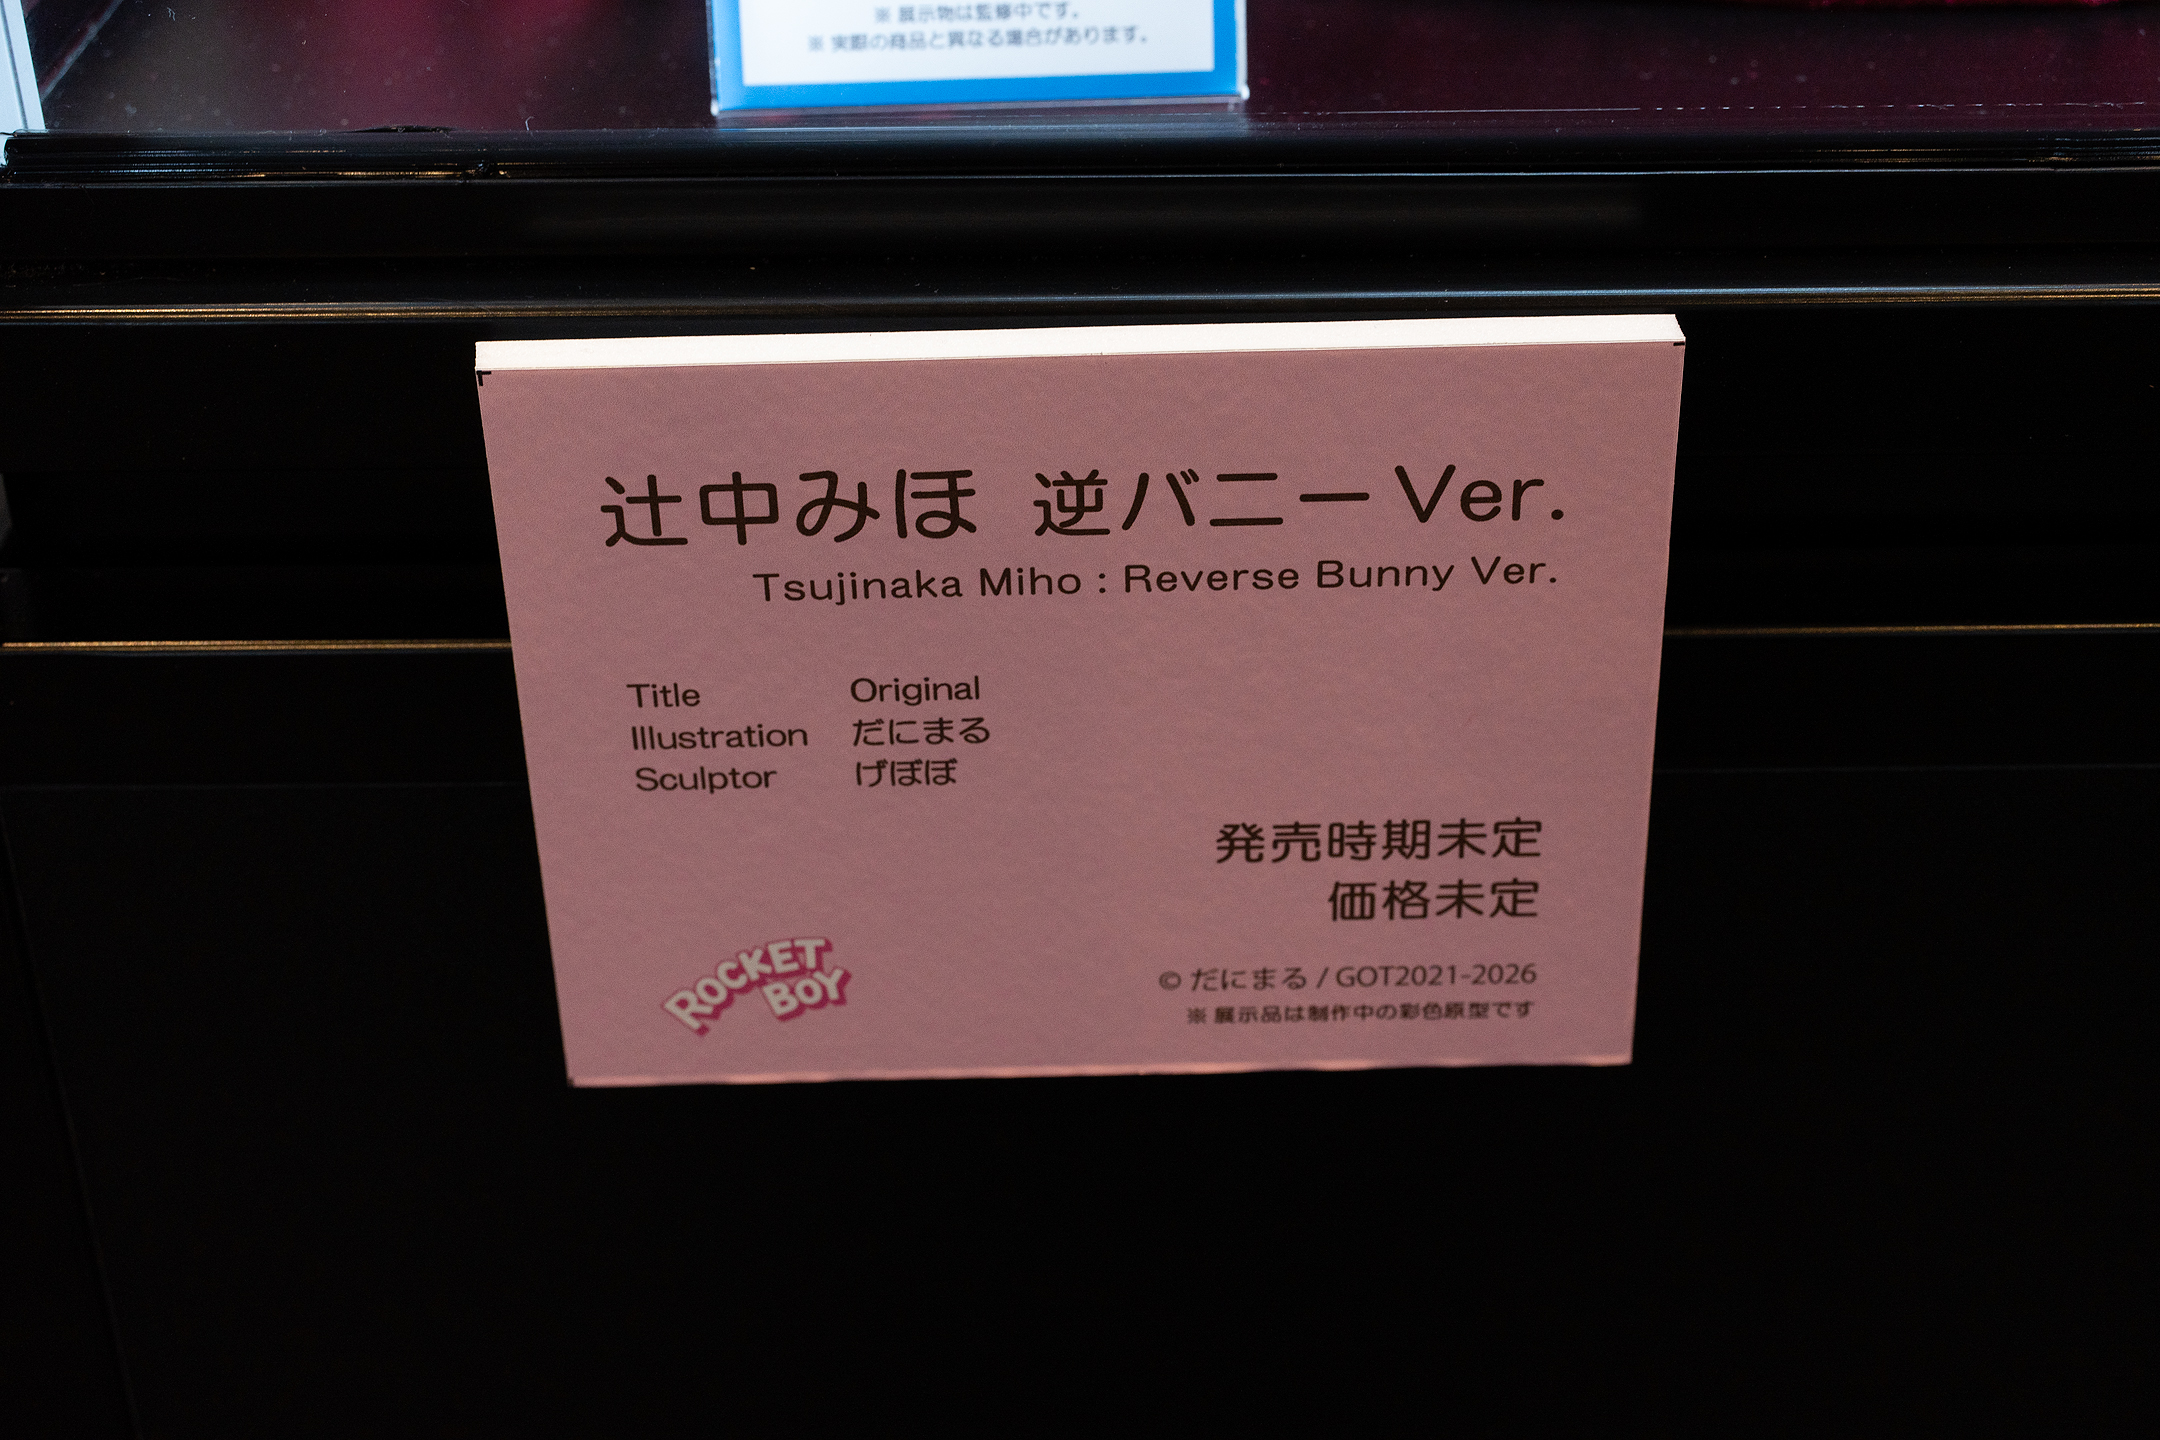 ※ 展示物は監修中です。
※ 実際の商品と異なる場合があります。
辻中みほ 逆バニーVer.
Tsujinaka Miho : Reverse Bunny Ver.
Title Original
Illustration だにまる
Sculptor げぼぼ
発売時期未定
価格未定
ROCKET
BOY
© だにまる / GOT2021-2026
※ 展示品は制作中の彩色原型です